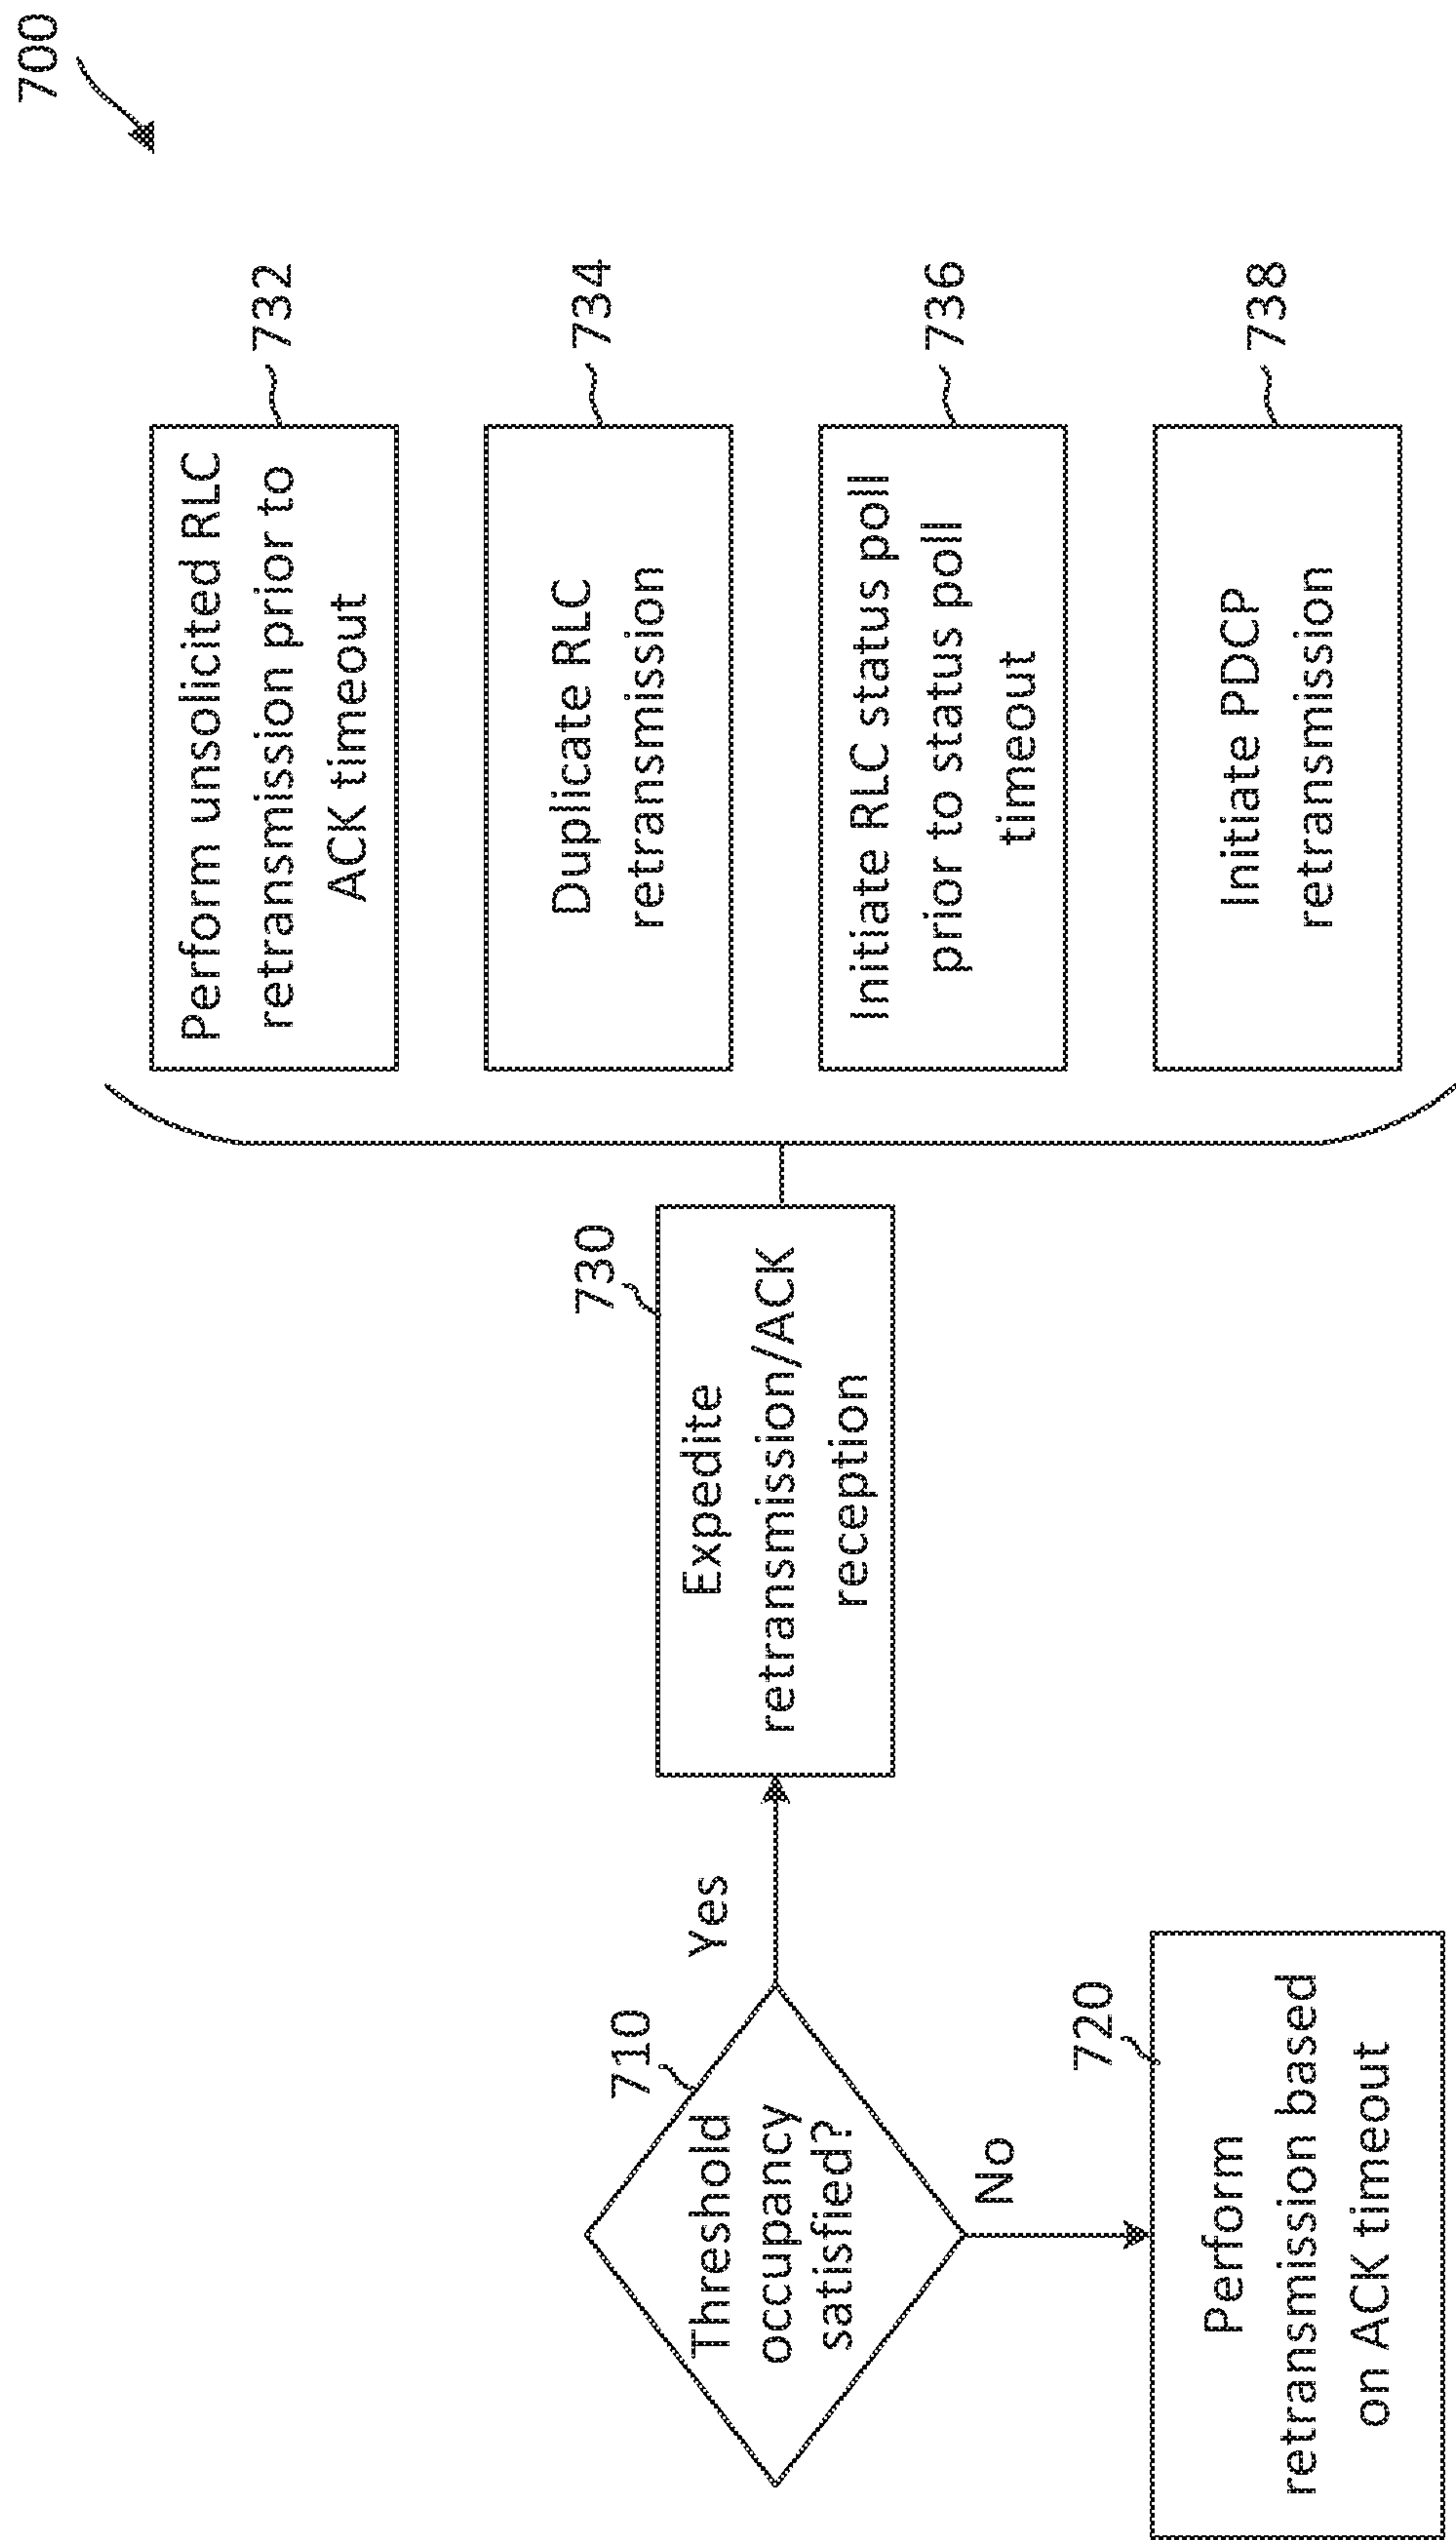 700
710
Threshold
occupancy
satisfied?
Yes
No
720
Perform
retransmission based
on ACK timeout
730
Expedite
retransmission/ACK
reception
Perform unsolicited RLC
retransmission prior to
ACK timeout
732
Duplicate RLC
retransmission
734
Initiate RLC status poll
prior to status poll
timeout
736
Initiate PDCP
retransmission
738